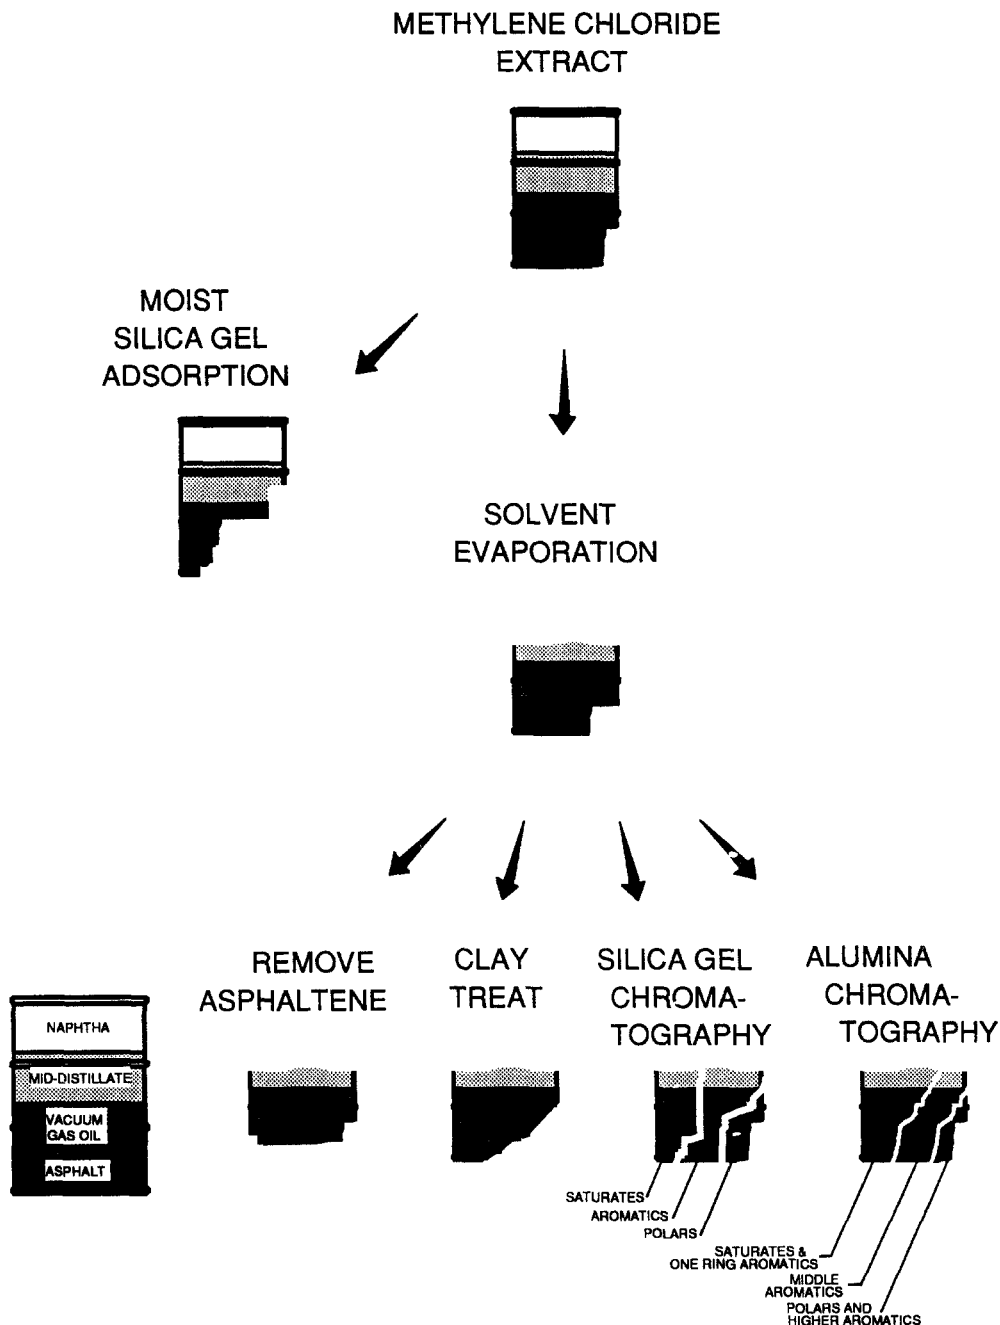 METHYLENE CHLORIDE
EXTRACT
MOIST
SILICA GEL
ADSORPTION
SOLVENT
EVAPORATION
REMOVE
ASPHALTENE
CLAY
TREAT
SILICA GEL
CHROMA-
TOGRAPHY
ALUMINA
CHROMA-
TOGRAPHY
NAPHTHA
MID-DISTILLATE
VACUUM
GAS OIL
ASPHALT
SATURATES
AROMATICS
POLARS
SATURATES &
ONE RING AROMATICS
MIDDLE
AROMATICS
POLARS AND
HIGHER AROMATICS